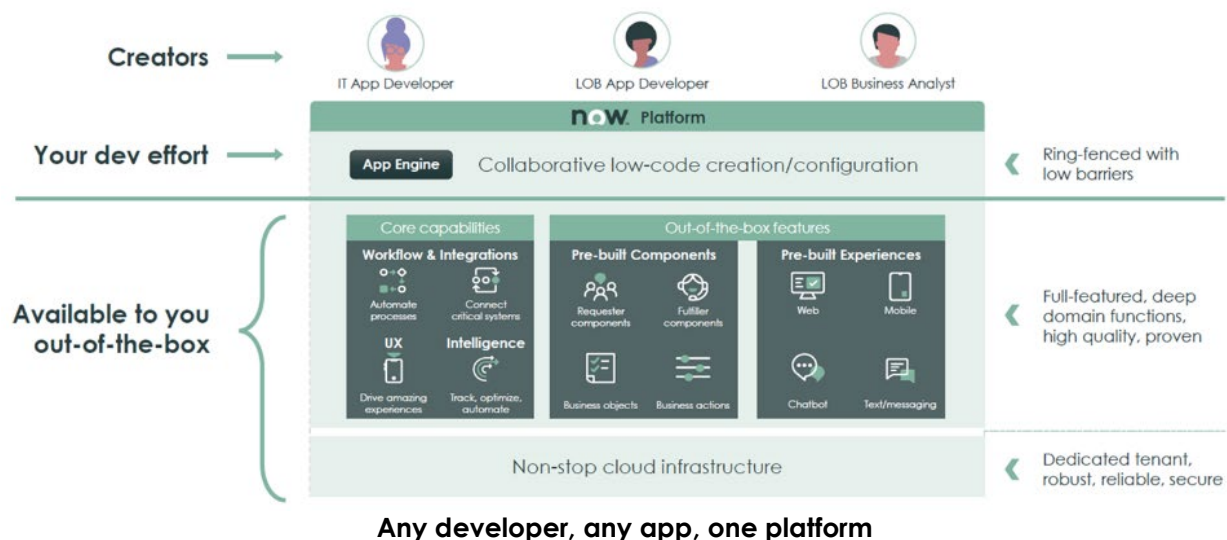 Creators
IT App Developer
LOB App Developer
LOB Business Analyst
now. Platform
Your dev effort
App Engine
Collaborative low-code creation/configuration
Ring-fenced with
low barriers
Available to you
out-of-the-box
Core capabilities
Workflow & Integrations
Automate
processes
Connect
critical systems
UX
Drive amazing
experiences
Intelligence
Track, optimize,
automate
Out-of-the-box features
Pre-built Components
Requester
components
Fulfiller
components
Business objects
Business actions
Pre-built Experiences
Web
Mobile
Chatbot
Text/messaging
Full-featured, deep
domain functions,
high quality, proven
Non-stop cloud infrastructure
Dedicated tenant,
robust, reliable, secure
Any developer, any app, one platform